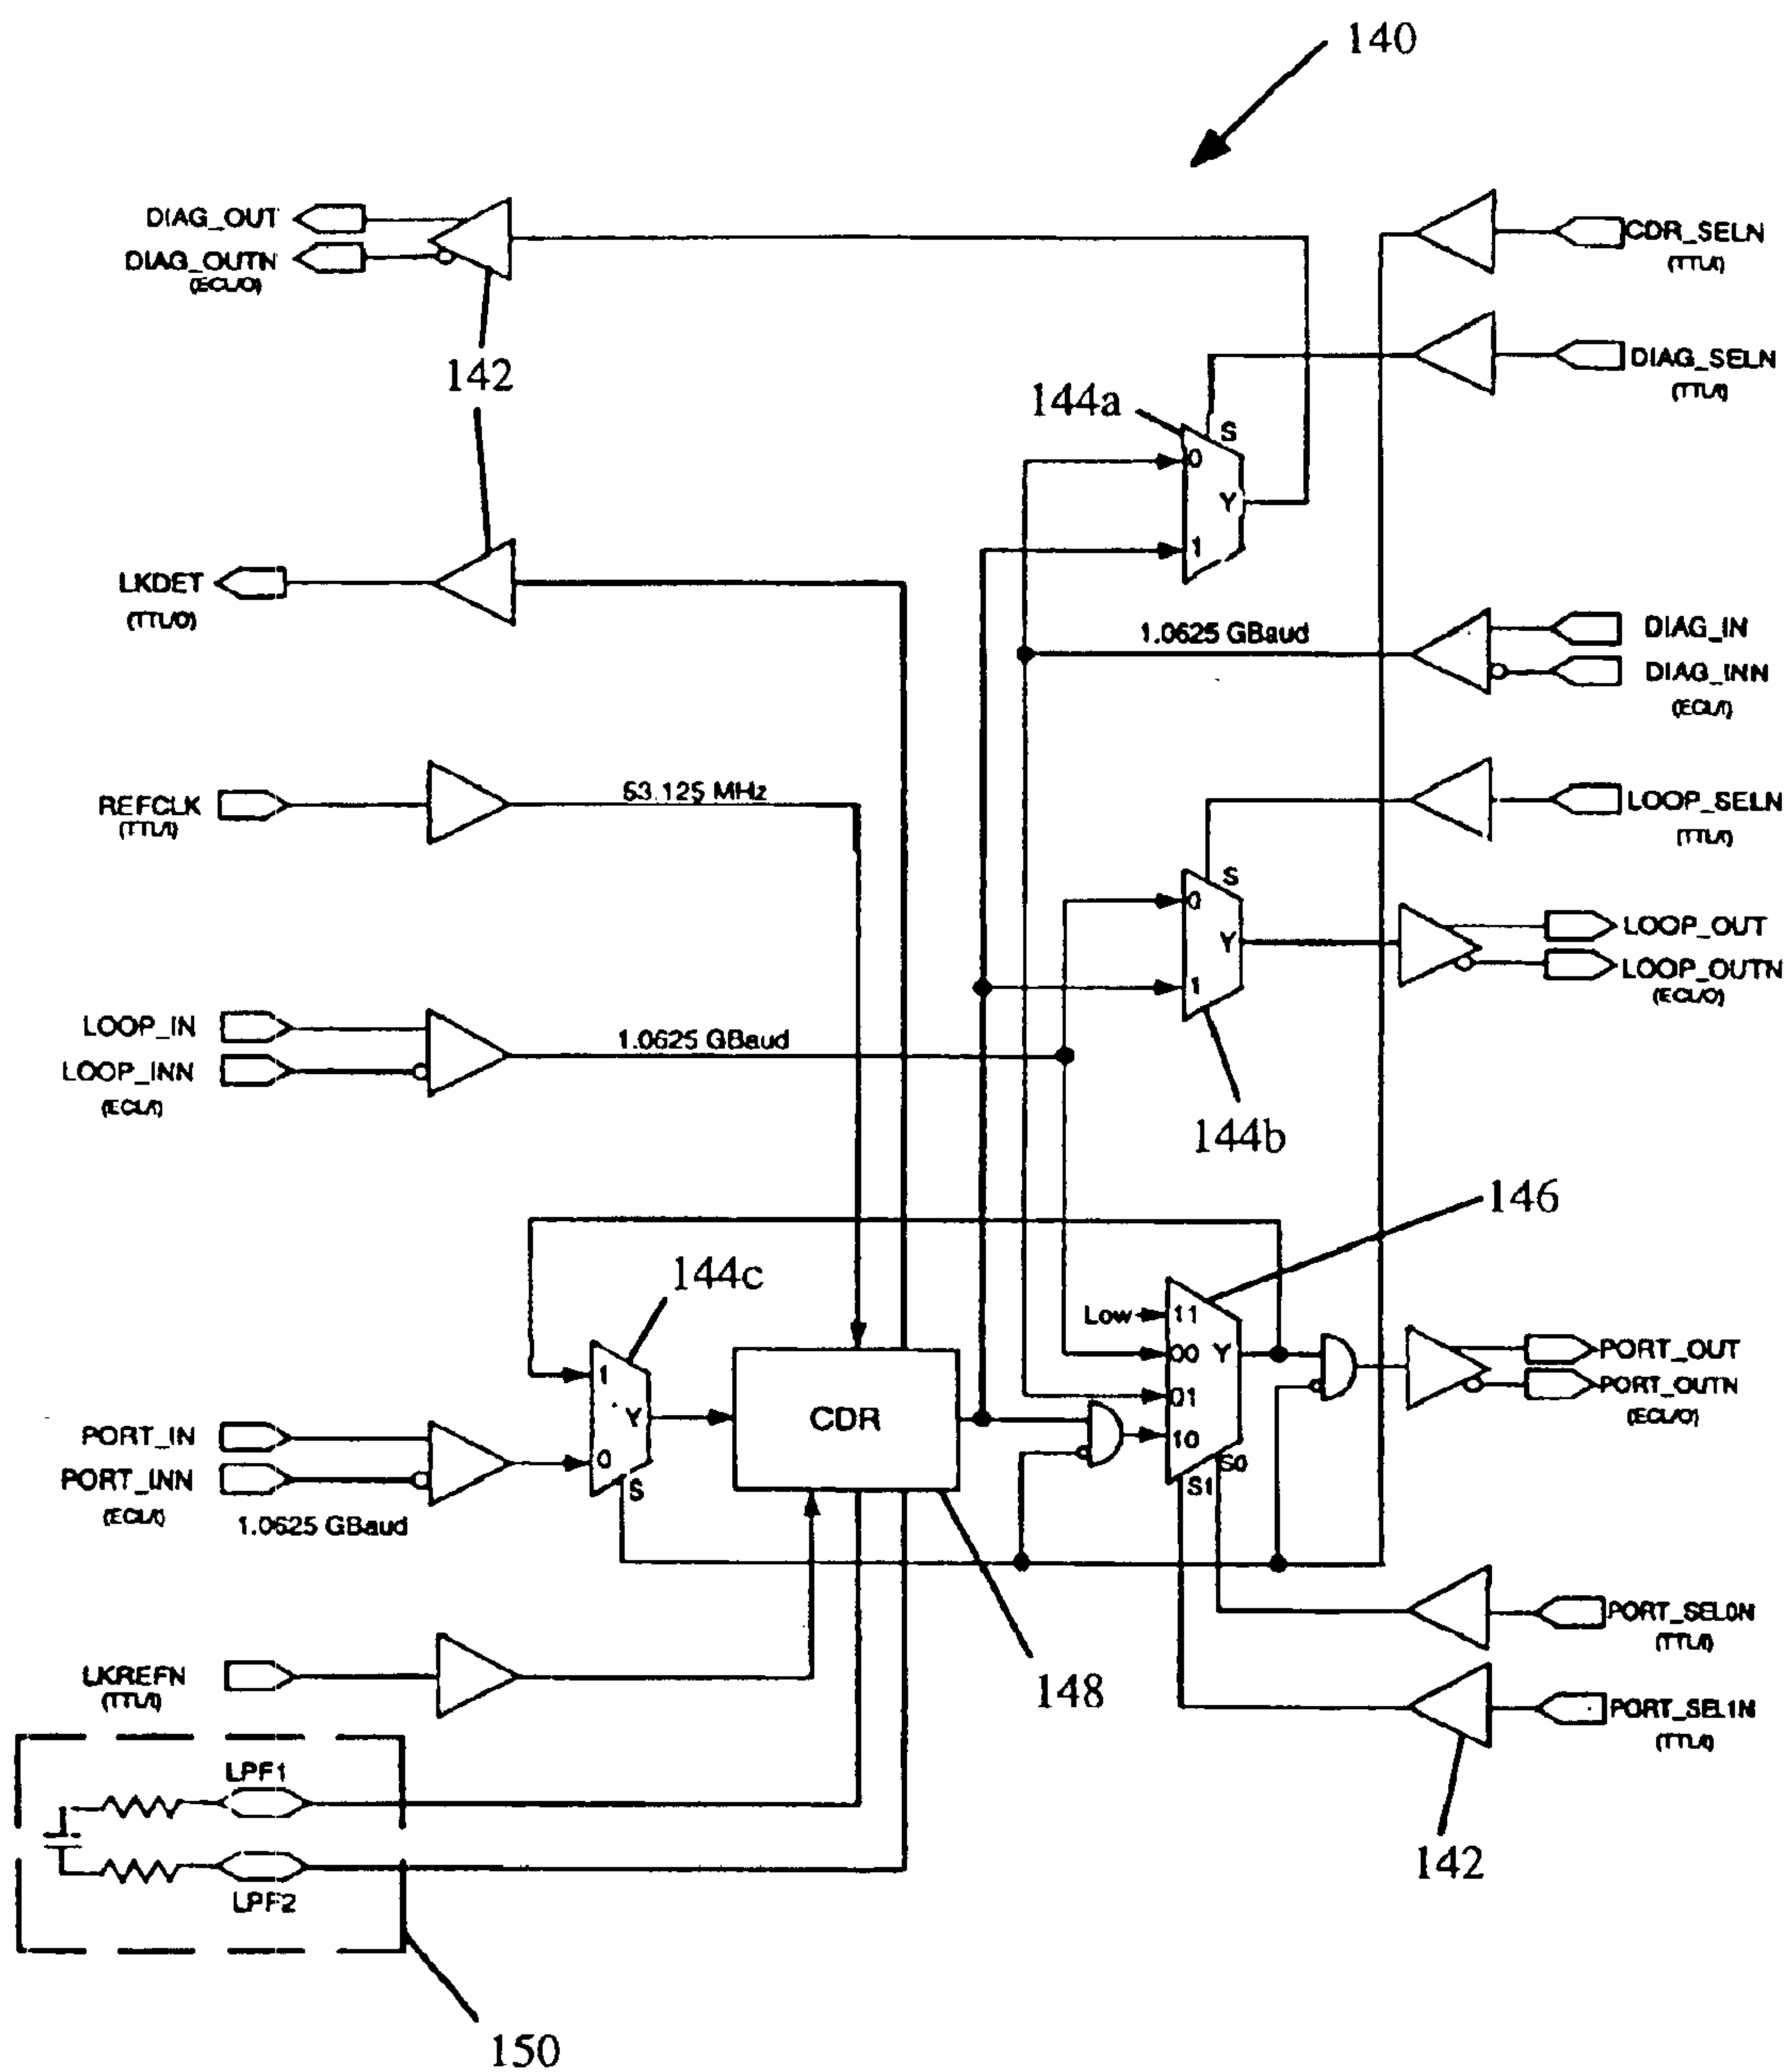 140
DIAG_OUT
DIAG_OUTN
(ECL/O)
CDR_SELN
(TTL/I)
142
DIAG_SELN
(TTL/I)
144a
S
0
Y
1
LKDET
(TTL/O)
1.0625 GBaud
DIAG_IN
DIAG_INN
(ECL/I)
REFCLK
(TTL/I)
53.125 MHz
LOOP_SELN
(TTL/I)
S
0
Y
1
LOOP_OUT
LOOP_OUTN
(ECL/O)
LOOP_IN
LOOP_INN
(ECL/I)
1.0625 GBaud
144b
146
144c
Low
11
00
Y
01
10
S0
S1
PORT_OUT
PORT_OUTN
(ECL/O)
1
Y
0
S
CDR
PORT_IN
PORT_INN
(ECL/I)
1.0625 GBaud
PORT_SEL0N
(TTL/I)
LKREFN
(TTL/I)
148
PORT_SEL1N
(TTL/I)
LPF1
LPF2
142
150